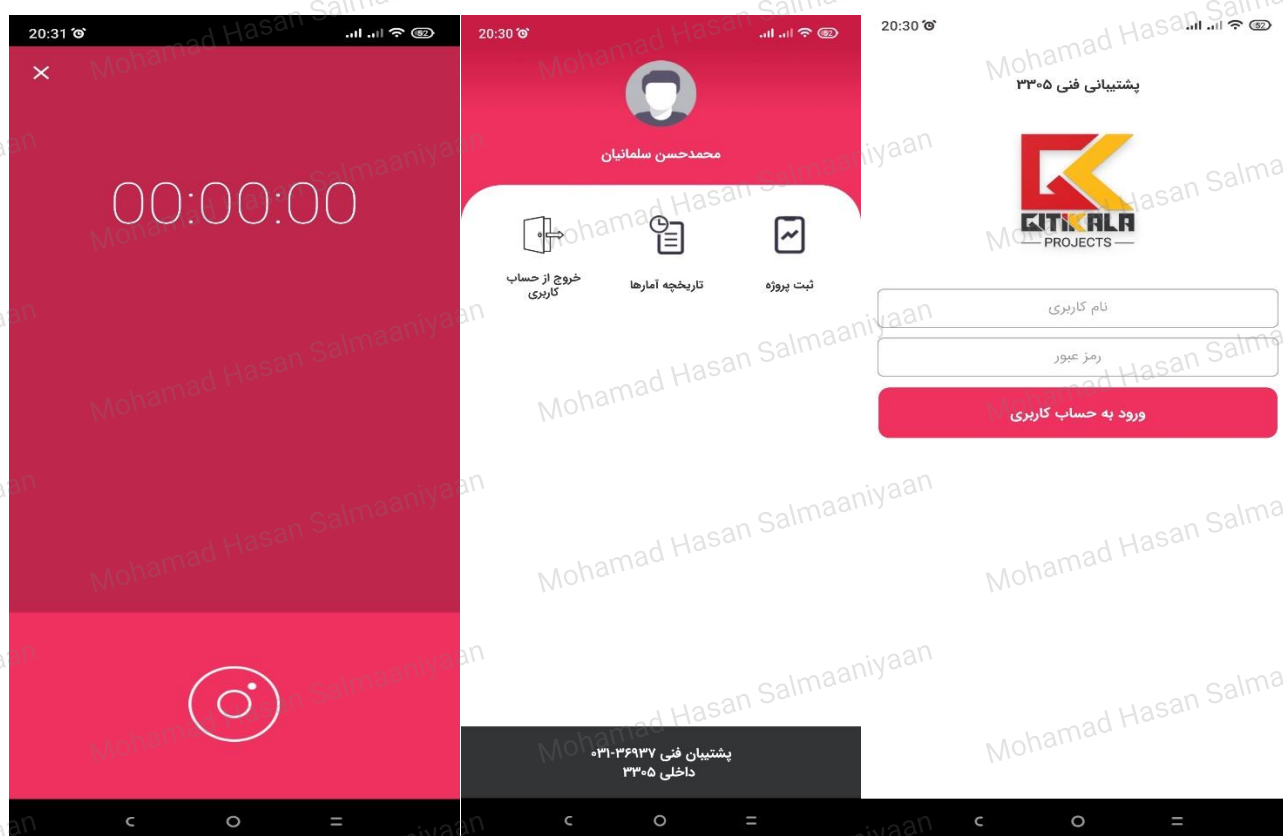 20:31
00:00:00
20:30
محمدحسن سلمانیان
ثبت پروژه
تاریخچه آمارها
خروج از حساب
کاربری
پشتیبان فنی ۳۶۹۳۷-۰۳۱
داخلی ۳۳۰۵
20:30
پشتیبانی فنی ۳۳۰۵
GITIKALA
PROJECTS
نام کاربری
رمز عبور
ورود به حساب کاربری
Mohamad Hasan Salmaaniyaan